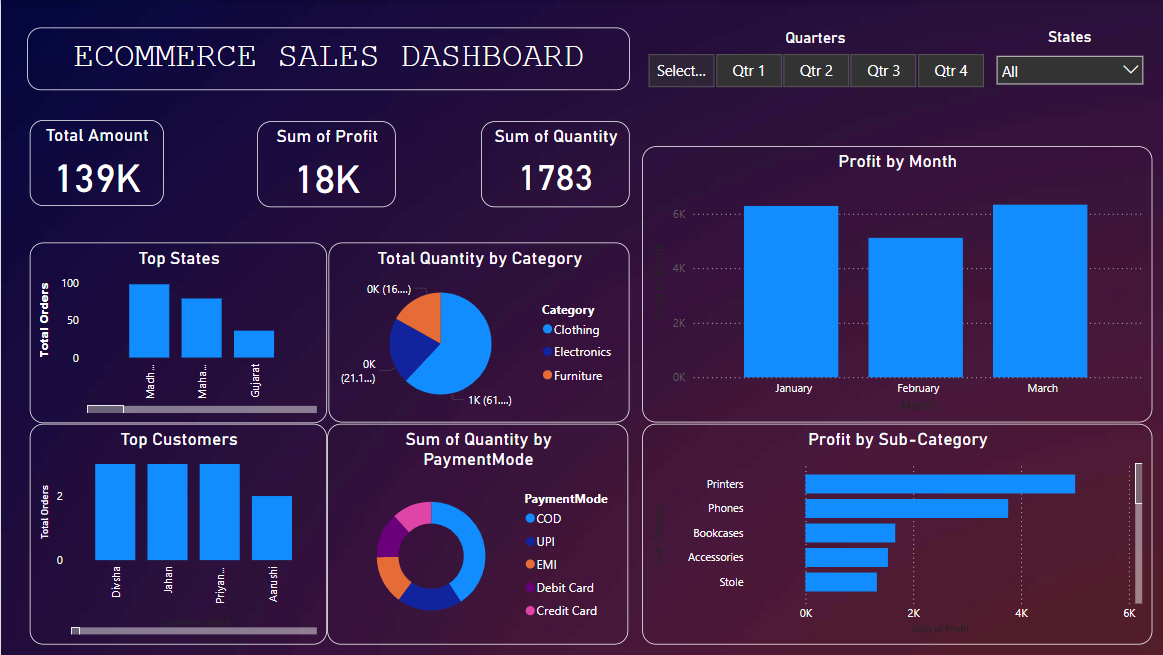 ECOMMERCE SALES DASHBOARD
Quarters
Select...
Qtr 1
Qtr 2
Qtr 3
Qtr 4
States
All
Total Amount
139K
Sum of Profit
18K
Sum of Quantity
1783
Profit by Month
6K
4K
2K
0K
January
February
March
Month
Top States
Total Orders
100
50
0
Madh...
Maha...
Gujarat
Total Quantity by Category
0K (16....)
0K
(21.1...)
1K (61....)
Category
Clothing
Electronics
Furniture
Top Customers
Total Orders
2
0
Divsha
Jahan
Priyan...
Aarushi
Sum of Quantity by
PaymentMode
PaymentMode
COD
UPI
EMI
Debit Card
Credit Card
Profit by Sub-Category
Printers
Phones
Bookcases
Accessories
Stole
0K
2K
4K
6K
Sum of Profit